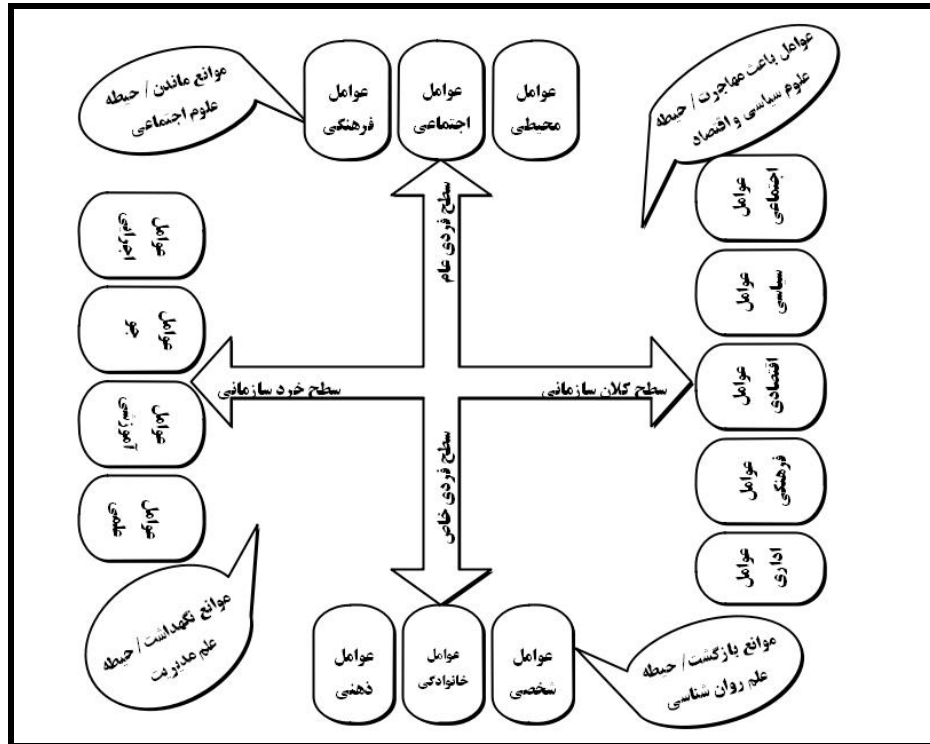 عوامل باعث مهاجرت/ حیطه
علوم سیاسی و اقتصاد
عوامل
محیطی
عوامل
اجتماعی
عوامل
فرهنگی
موانع ماندن/ حیطه
علوم اجتماعی
سطح فردی عام
عوامل
اجتماعی
عوامل
سیاسی
عوامل
اقتصادی
عوامل
فرهنگی
عوامل
اداری
سطح کلان سازمانی
سطح خرد سازمانی
عوامل
اجرایی
عوامل
جو
عوامل
آموزشی
عوامل
علمی
سطح فردی خاص
موانع بازگشت/ حیطه
علم روان شناسی
عوامل
شخصی
عوامل
خانوادگی
عوامل
ذهنی
موانع نگهداشت/ حیطه
علم مدیریت